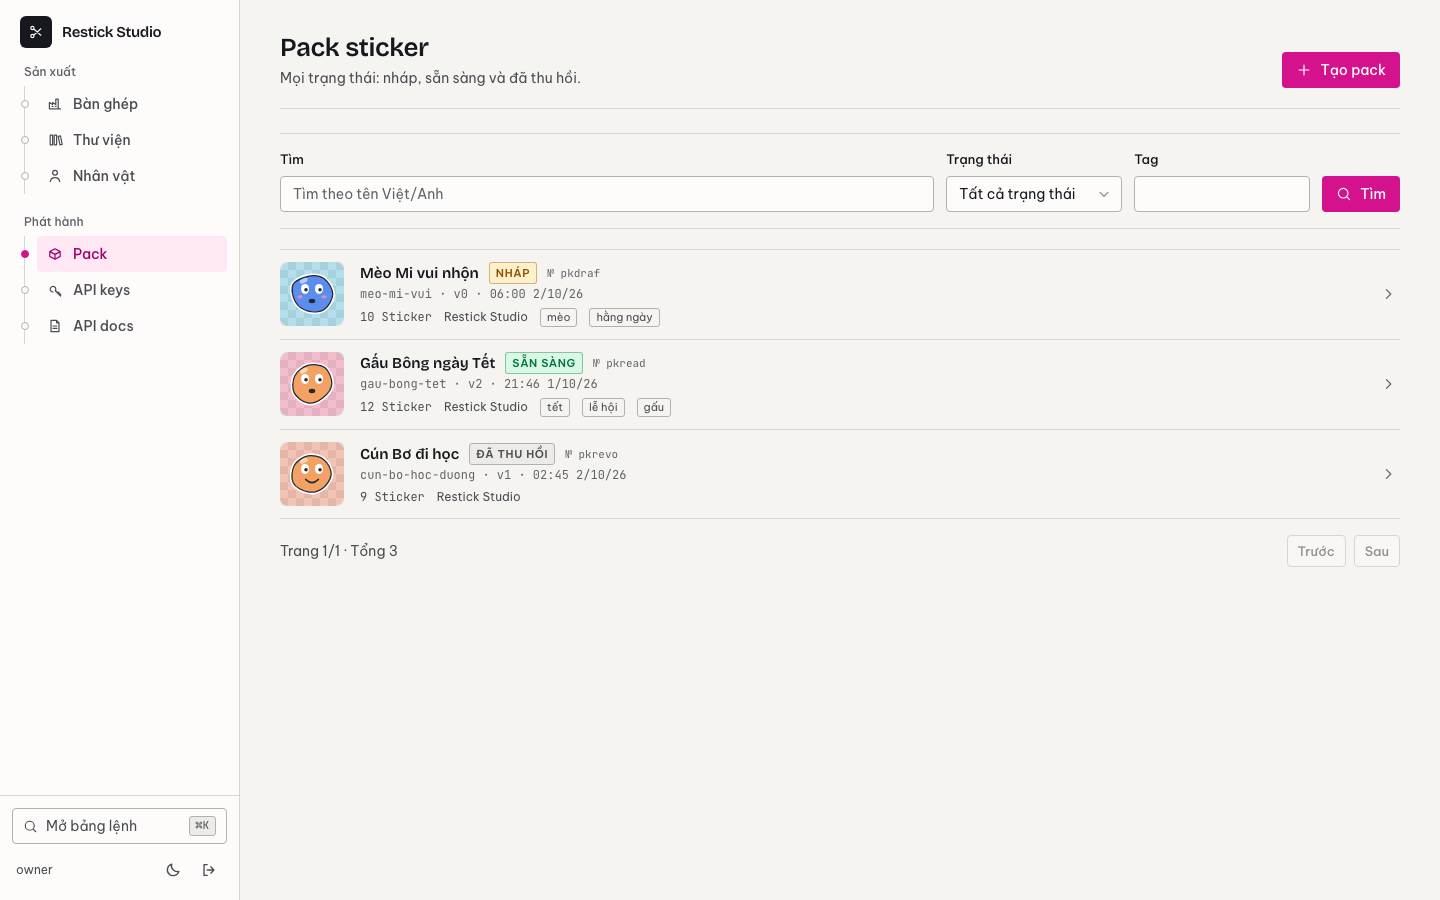 Restick Studio
Sản xuất
Bàn ghép
Thư viện
Nhân vật
Phát hành
Pack
API keys
API docs
Mở bảng lệnh ⌘K
owner
Pack sticker
Mọi trạng thái: nháp, sẵn sàng và đã thu hồi.
Tạo pack
Tìm Trạng thái Tag
Tìm theo tên Việt/Anh Tất cả trạng thái Tìm
Mèo Mi vui nhộn NHÁP № pkdraf
meo-mi-vui · v0 · 06:00 2/10/26
10 Sticker Restick Studio mèo hằng ngày
Gấu Bông ngày Tết SẴN SÀNG № pkread
gau-bong-tet · v2 · 21:46 1/10/26
12 Sticker Restick Studio tết lễ hội gấu
Cún Bơ đi học ĐÃ THU HỒI № pkrevo
cun-bo-hoc-duong · v1 · 02:45 2/10/26
9 Sticker Restick Studio
Trang 1/1 · Tổng 3 Trước Sau